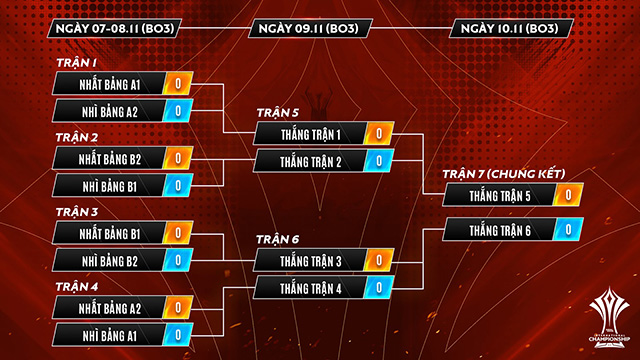 NGÀY 07-08.11 (BO3)
NGÀY 09.11 (BO3)
NGÀY 10.11 (BO3)
TRẬN 1
NHẤT BẢNG A1 0
NHÌ BẢNG A2 0
TRẬN 2
NHẤT BẢNG B2 0
NHÌ BẢNG B1 0
TRẬN 3
NHẤT BẢNG B1 0
NHÌ BẢNG B2 0
TRẬN 4
NHẤT BẢNG A2 0
NHÌ BẢNG A1 0
TRẬN 5
THẮNG TRẬN 1 0
THẮNG TRẬN 2 0
TRẬN 6
THẮNG TRẬN 3 0
THẮNG TRẬN 4 0
TRẬN 7 (CHUNG KẾT)
THẮNG TRẬN 5 0
THẮNG TRẬN 6 0
INTERNATIONAL
CHAMPIONSHIP